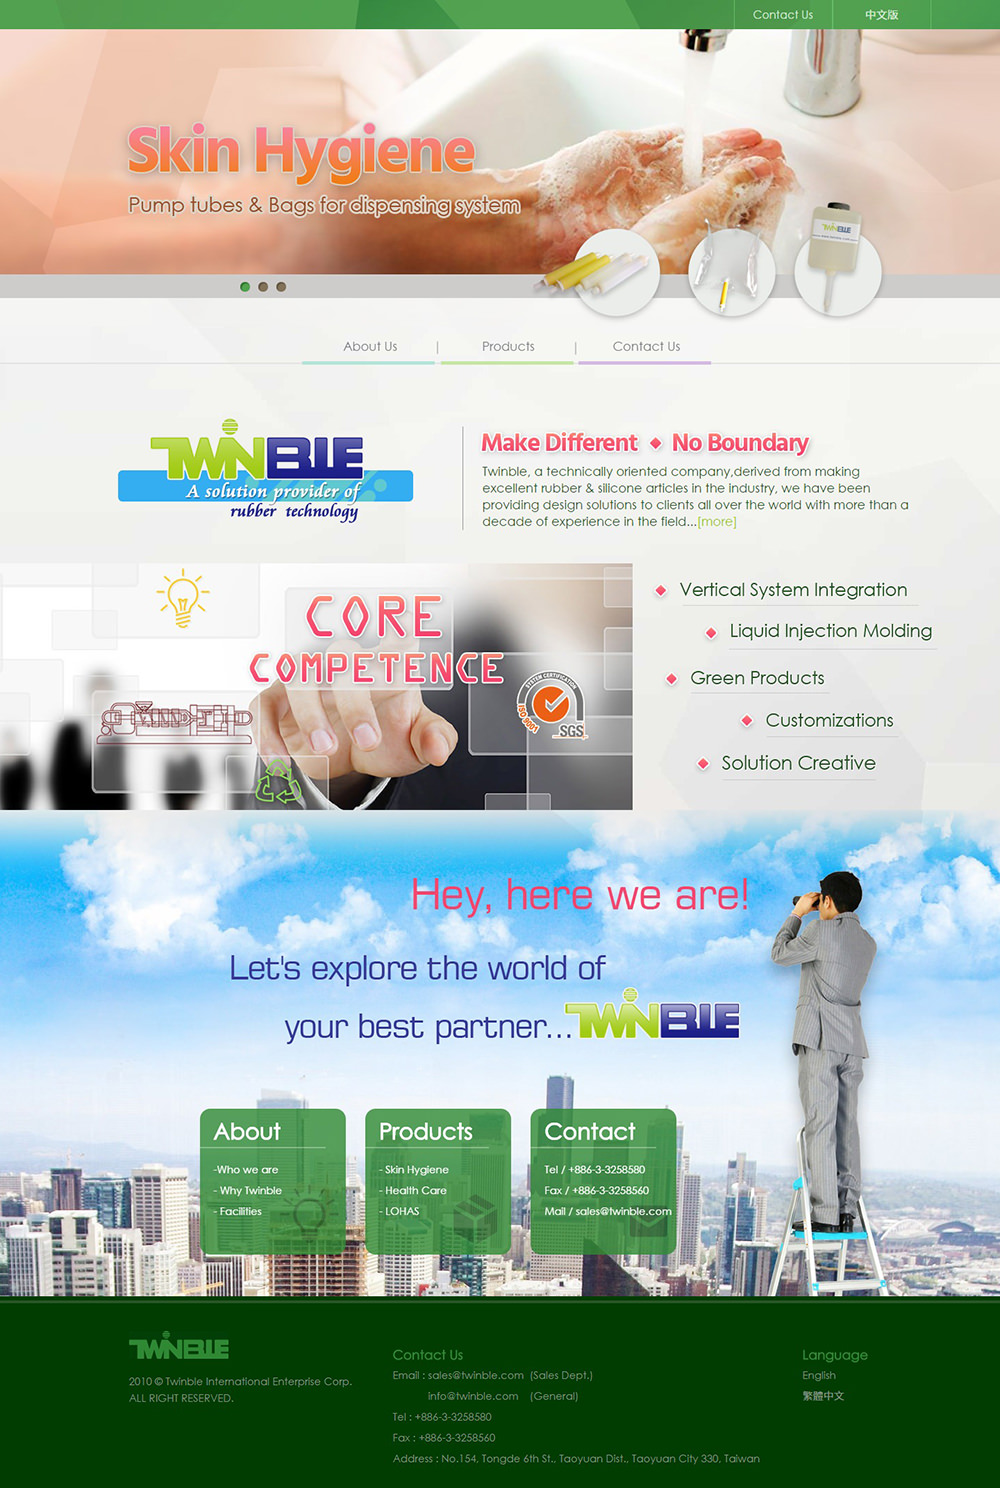 Contact Us
中文版
Skin Hygiene
Pump tubes & Bags for dispensing system
TWINBLE
About Us | Products | Contact Us
TWINBLE
A solution provider of
rubber technology
Make Different ◆ No Boundary
Twinble, a technically oriented company,derived from making
excellent rubber & silicone articles in the industry, we have been
providing design solutions to clients all over the world with more than a
decade of experience in the field...[more]
CORE
COMPETENCE
SYSTEM CERTIFICATION
ISO 9001
SGS
Vertical System Integration
Liquid Injection Molding
Green Products
Customizations
Solution Creative
Hey, here we are!
Let's explore the world of
your best partner...TWINBLE
About
-Who we are
- Why Twinble
- Facilities
Products
- Skin Hygiene
- Health Care
- LOHAS
Contact
Tel / +886-3-3258580
Fax / +886-3-3258560
Mail / sales@twinble.com
TWINBLE
2010 © Twinble International Enterprise Corp.
ALL RIGHT RESERVED.
Contact Us
Email : sales@twinble.com (Sales Dept.)
info@twinble.com (General)
Tel : +886-3-3258580
Fax : +886-3-3258560
Address : No.154, Tongde 6th St., Taoyuan Dist., Taoyuan City 330, Taiwan
Language
English
繁體中文